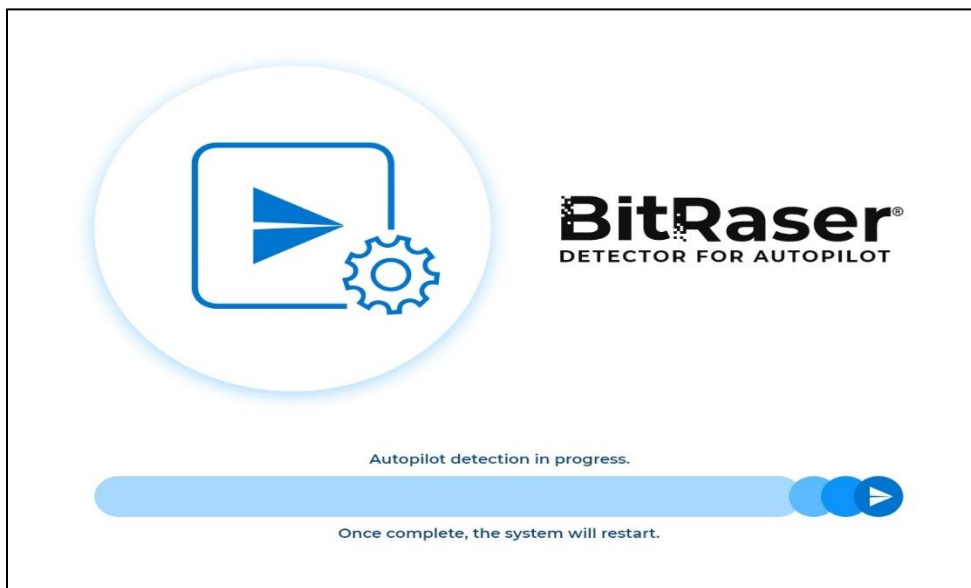 BitRaser®
DETECTOR FOR AUTOPILOT
Autopilot detection in progress.
Once complete, the system will restart.